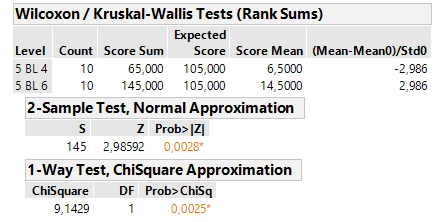 Wilcoxon / Kruskal-Wallis Tests (Rank Sums)
Expected
Level Count Score Sum Score Score Mean (Mean-Mean0)/Std0
5 BL 4 10 65,000 105,000 6,5000 -2,986
5 BL 6 10 145,000 105,000 14,5000 2,986
2-Sample Test, Normal Approximation
S Z Prob>|Z|
145 2,98592 0,0028*
1-Way Test, ChiSquare Approximation
ChiSquare DF Prob>ChiSq
9,1429 1 0,0025*